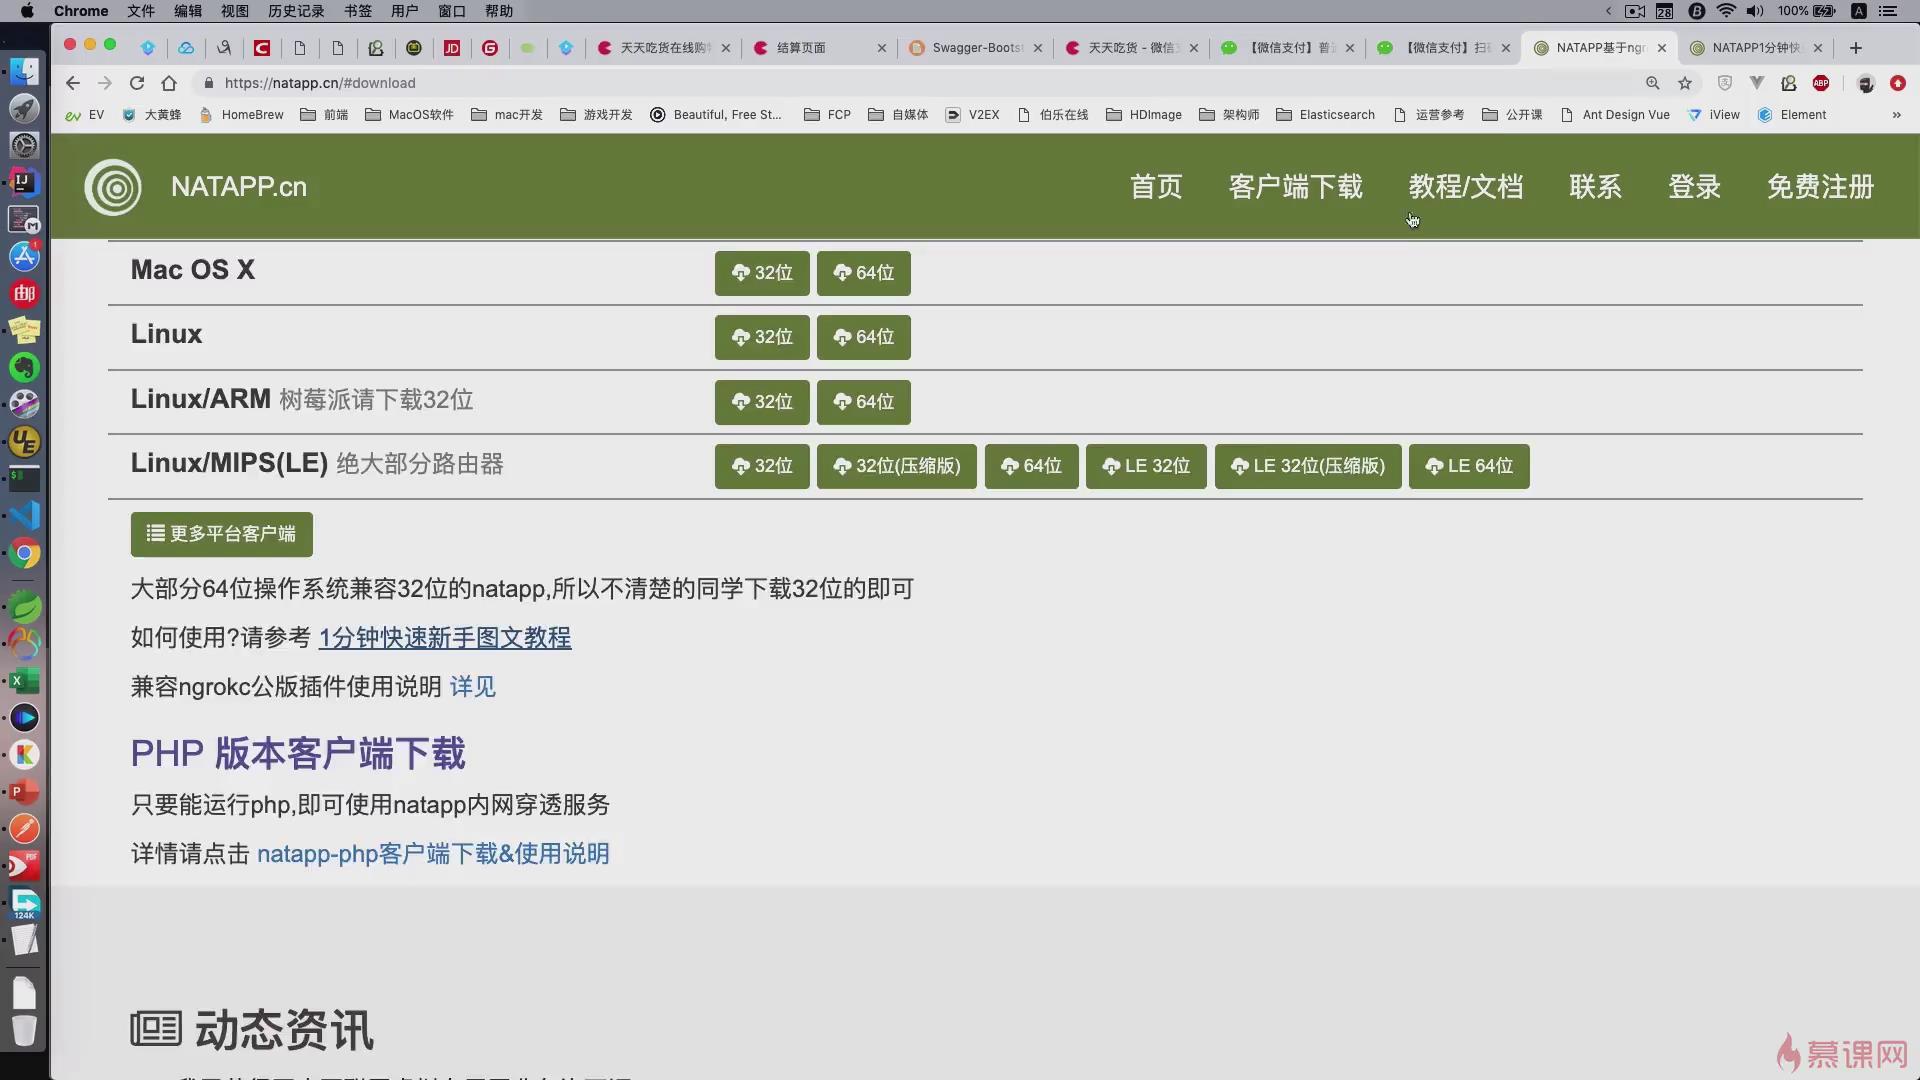 Chrome 文件 编辑 视图 历史记录 书签 用户 窗口 帮助 28 100% A
天天吃货在线购 结算页面 Swagger-Boots 天天吃货 - 微信 【微信支付】普 【微信支付】扫 NATAPP基于ngr NATAPP1分钟快
https://natapp.cn/#download
EV 大黄蜂 HomeBrew 前端 MacOS软件 mac开发 游戏开发 Beautiful, Free St... FCP 自媒体 V2EX 伯乐在线 HDImage 架构师 Elasticsearch 运营参考 公开课 Ant Design Vue iView Element »
NATAPP.cn 首页 客户端下载 教程/文档 联系 登录 免费注册
Mac OS X 32位 64位
Linux 32位 64位
Linux/ARM 树莓派请下载32位 32位 64位
Linux/MIPS(LE) 绝大部分路由器 32位 32位(压缩版) 64位 LE 32位 LE 32位(压缩版) LE 64位
更多平台客户端
大部分64位操作系统兼容32位的natapp,所以不清楚的同学下载32位的即可
如何使用?请参考 1分钟快速新手图文教程
兼容ngrokc公版插件使用说明 详见
PHP 版本客户端下载
只要能运行php,即可使用natapp内网穿透服务
详情请点击 natapp-php客户端下载&使用说明
动态资讯
慕课网